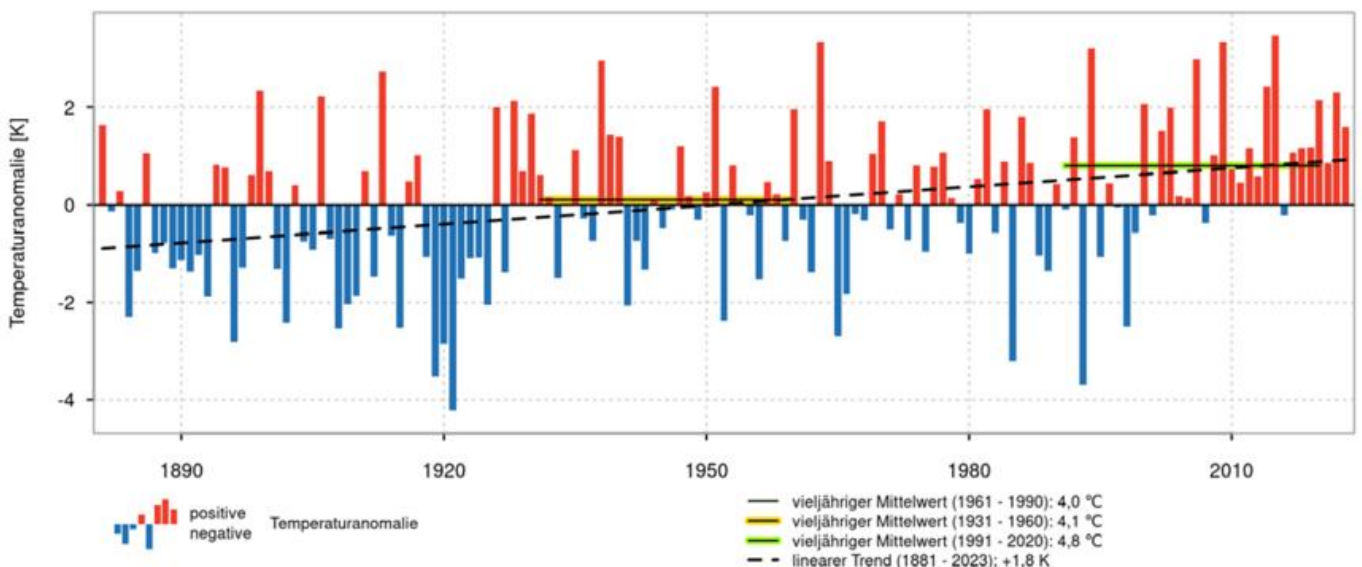 Temperaturanomalie [K]
2
0
-2
-4
1890 1920 1950 1980 2010
positive
negative
Temperaturanomalie
vieljähriger Mittelwert (1961 - 1990): 4,0 °C
vieljähriger Mittelwert (1931 - 1960): 4,1 °C
vieljähriger Mittelwert (1991 - 2020): 4,8 °C
linearer Trend (1881 - 2023): +1,8 K